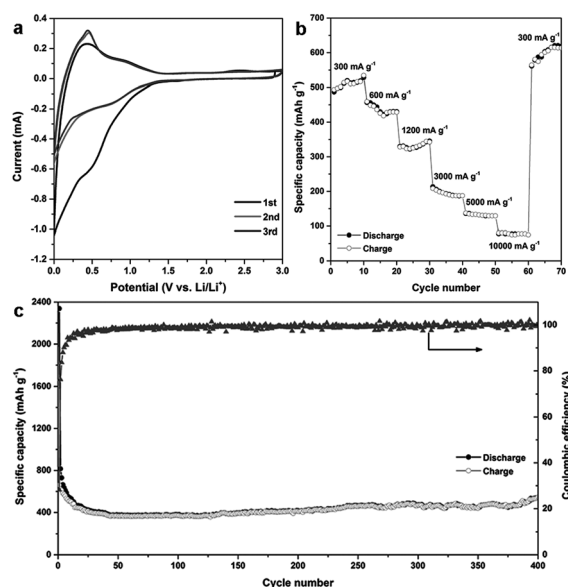 a
0.4
0.2
0.0
-0.2
-0.4
-0.6
-0.8
-1.0
-1.2
Current (mA)
1st
2nd
3rd
0.0 0.5 1.0 1.5 2.0 2.5 3.0
Potential (V vs. Li/Li⁺)
b
700
600
500
400
300
200
100
0
Specific capacity (mAh g⁻¹)
300 mA g⁻¹
600 mA g⁻¹
1200 mA g⁻¹
3000 mA g⁻¹
5000 mA g⁻¹
10000 mA g⁻¹
300 mA g⁻¹
Discharge
Charge
0 10 20 30 40 50 60 70
Cycle number
c
2400
2200
1800
1400
800
400
0
Specific capacity (mAh g⁻¹)
100
80
60
40
20
0
Coulombic efficiency (%)
Discharge
Charge
0 50 100 150 200 250 300 350 400
Cycle number